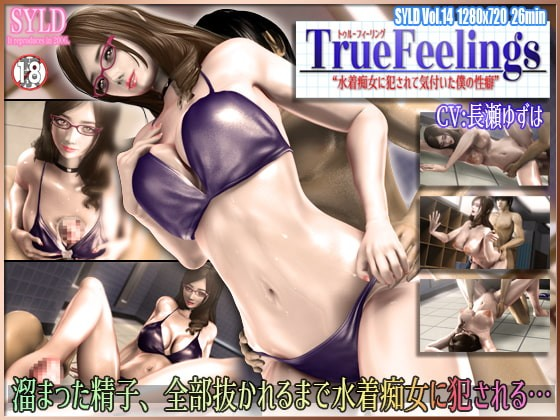 SYLD
SYLD Vol.14 1280x720 26min
トゥルーフィーリング
TrueFeelings
"水着痴女に犯されて気付いた僕の性癖"
CV:長瀬ゆずは
18
溜まった精子、全部抜かれるまで水着痴女に犯される…